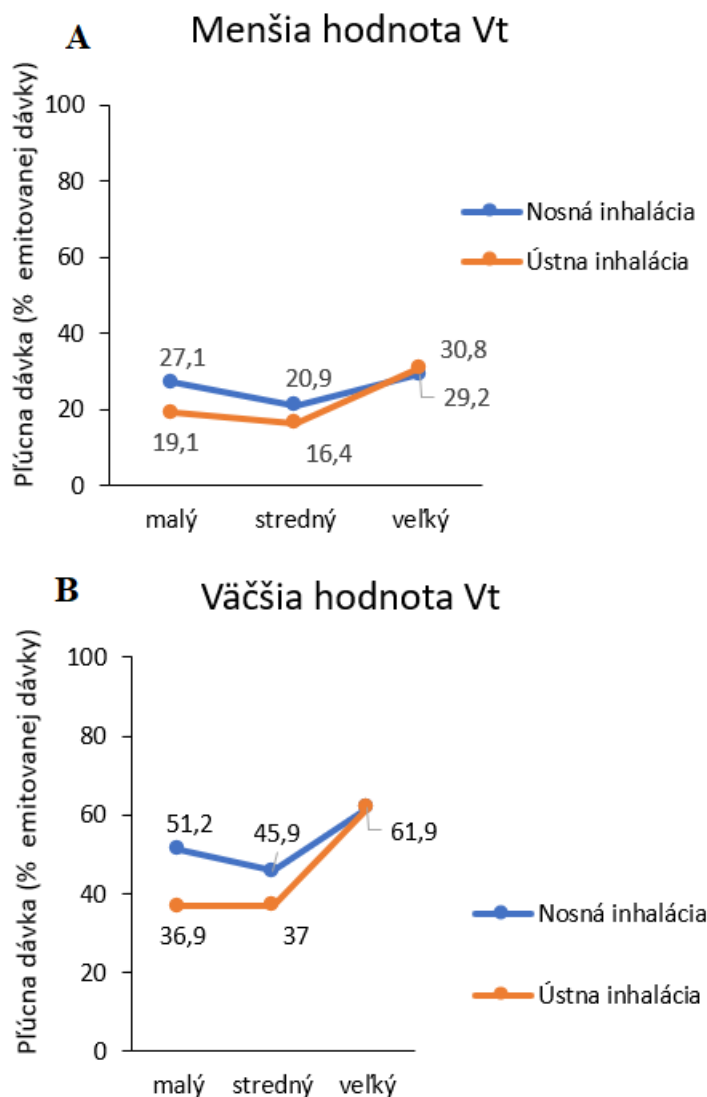 A
Menšia hodnota Vt
Pľúcna dávka (% emitovanej dávky)
100
80
60
40
20
0
27,1
20,9
30,8
29,2
19,1
16,4
malý
stredný
veľký
Nosná inhalácia
Ústna inhalácia
B
Väčšia hodnota Vt
Pľúcna dávka (% emitovanej dávky)
100
80
60
40
20
0
51,2
45,9
61,9
36,9
37
malý
stredný
veľký
Nosná inhalácia
Ústna inhalácia